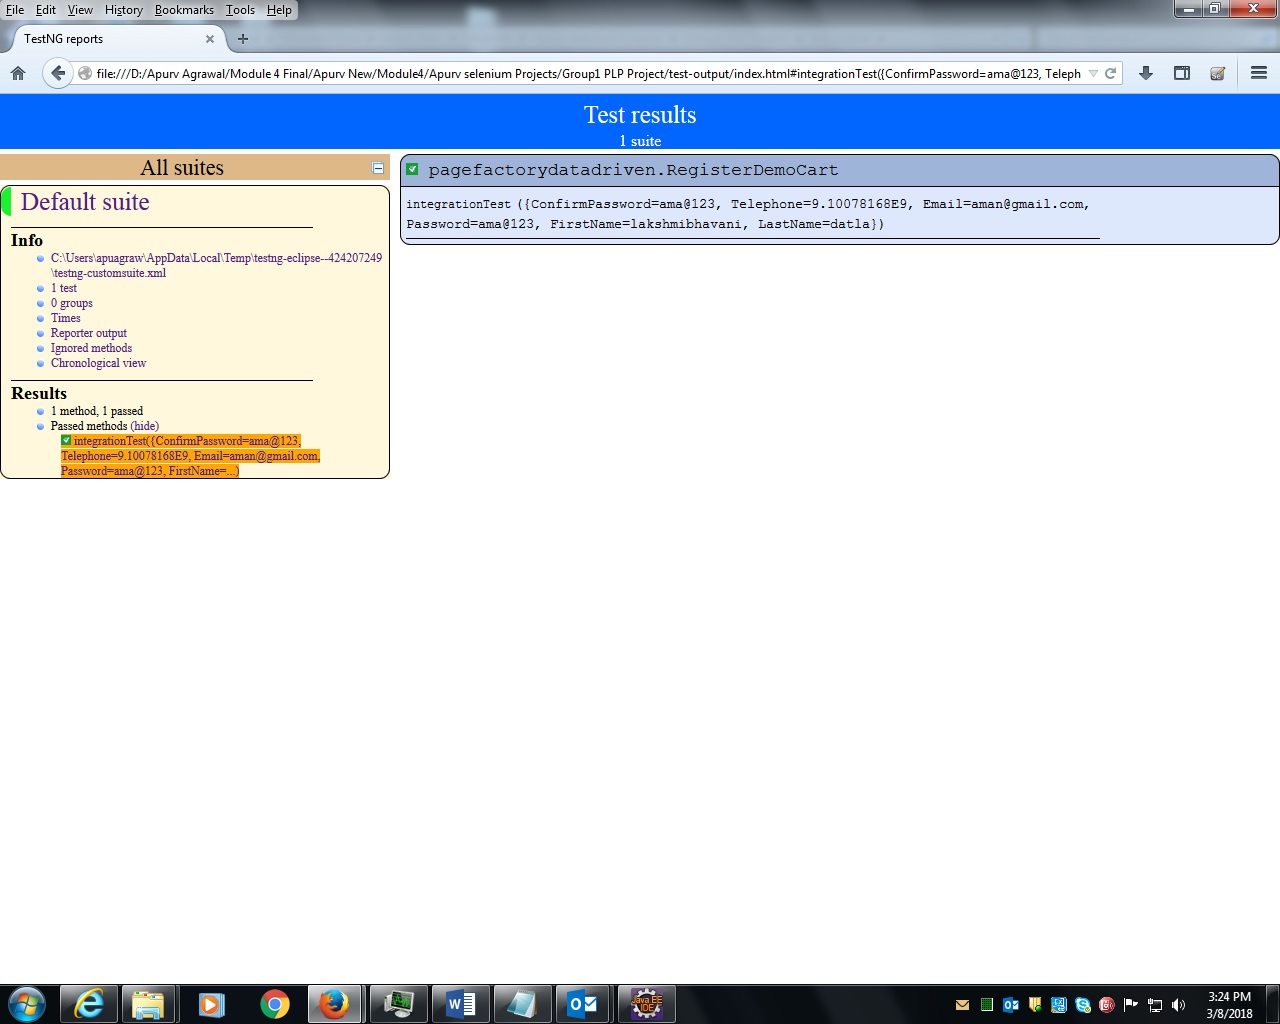 File Edit View History Bookmarks Tools Help
TestNG reports
file:///D:/Apurv Agrawal/Module 4 Final/Apurv New/Module4/Apurv selenium Projects/Group1 PLP Project/test-output/index.html#integrationTest({ConfirmPassword=ama@123, Teleph
Test results
1 suite
All suites
Default suite
Info
C:\Users\apuagraw\AppData\Local\Temp\testng-eclipse--424207249
\testng-customsuite.xml
1 test
0 groups
Times
Reporter output
Ignored methods
Chronological view
Results
1 method, 1 passed
Passed methods (hide)
integrationTest({ConfirmPassword=ama@123,
Telephone=9.10078168E9, Email=aman@gmail.com,
Password=ama@123, FirstName=...)
pagefactorydatadriven.RegisterDemoCart
integrationTest ({ConfirmPassword=ama@123, Telephone=9.10078168E9, Email=aman@gmail.com,
Password=ama@123, FirstName=lakshmibhavani, LastName=datla})
Java EE
IDE
3:24 PM
3/8/2018